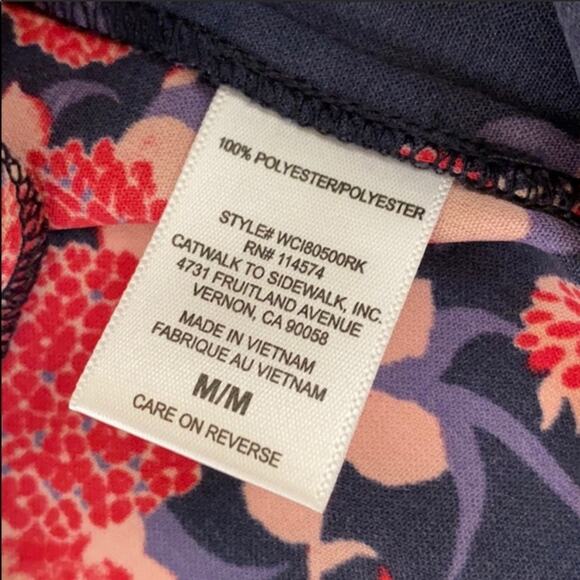 100% POLYESTER/POLYESTER
STYLE# WCI80500RK
RN# 114574
CATWALK TO SIDEWALK, INC.
4731 FRUITLAND AVENUE
VERNON, CA 90058
MADE IN VIETNAM
FABRIQUE AU VIETNAM
M/M
CARE ON REVERSE